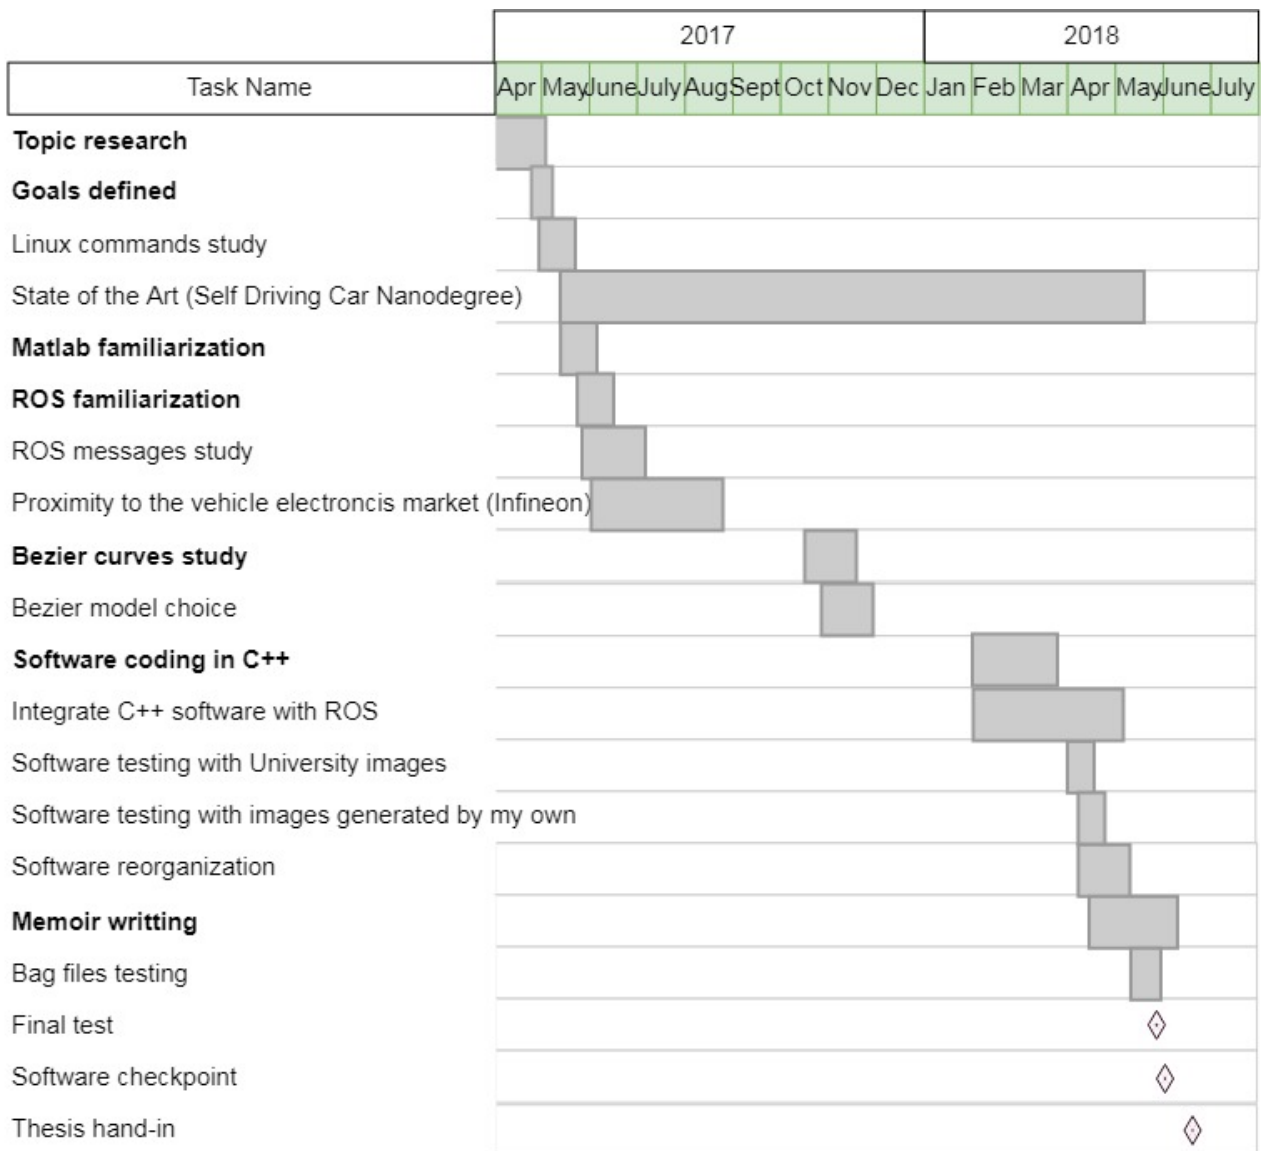 2017 2018
Task Name Apr May June July Aug Sept Oct Nov Dec Jan Feb Mar Apr May June July
Topic research
Goals defined
Linux commands study
State of the Art (Self Driving Car Nanodegree)
Matlab familiarization
ROS familiarization
ROS messages study
Proximity to the vehicle electroncis market (Infineon)
Bezier curves study
Bezier model choice
Software coding in C++
Integrate C++ software with ROS
Software testing with University images
Software testing with images generated by my own
Software reorganization
Memoir writting
Bag files testing
Final test
Software checkpoint
Thesis hand-in